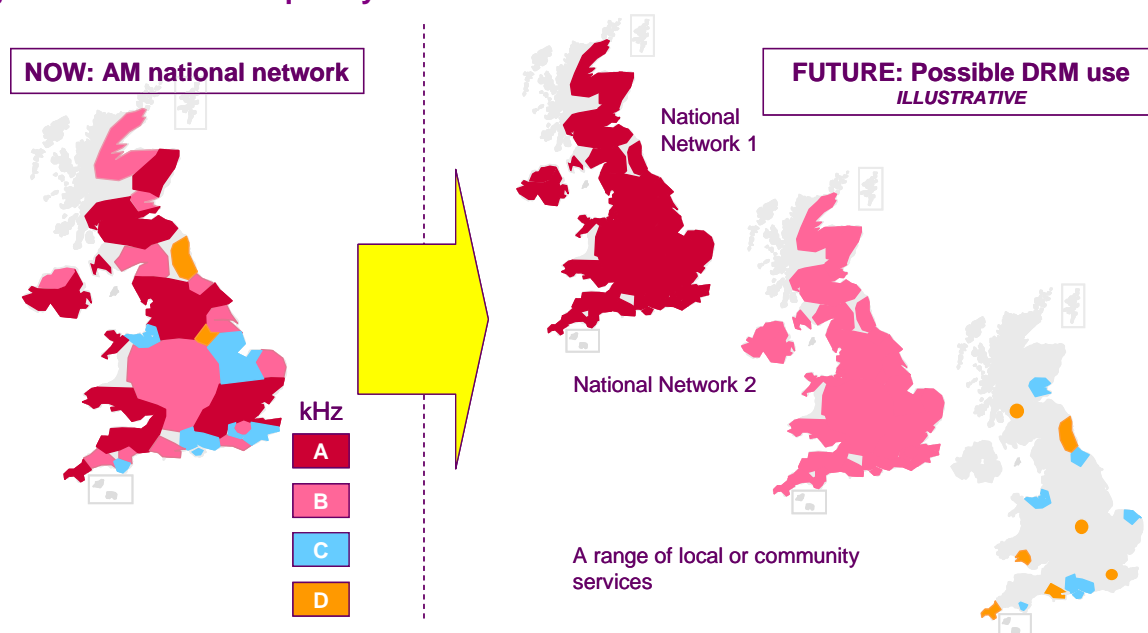 NOW: AM national network
kHz
A
B
C
D
FUTURE: Possible DRM use
ILLUSTRATIVE
National
Network 1
National Network 2
A range of local or community
services